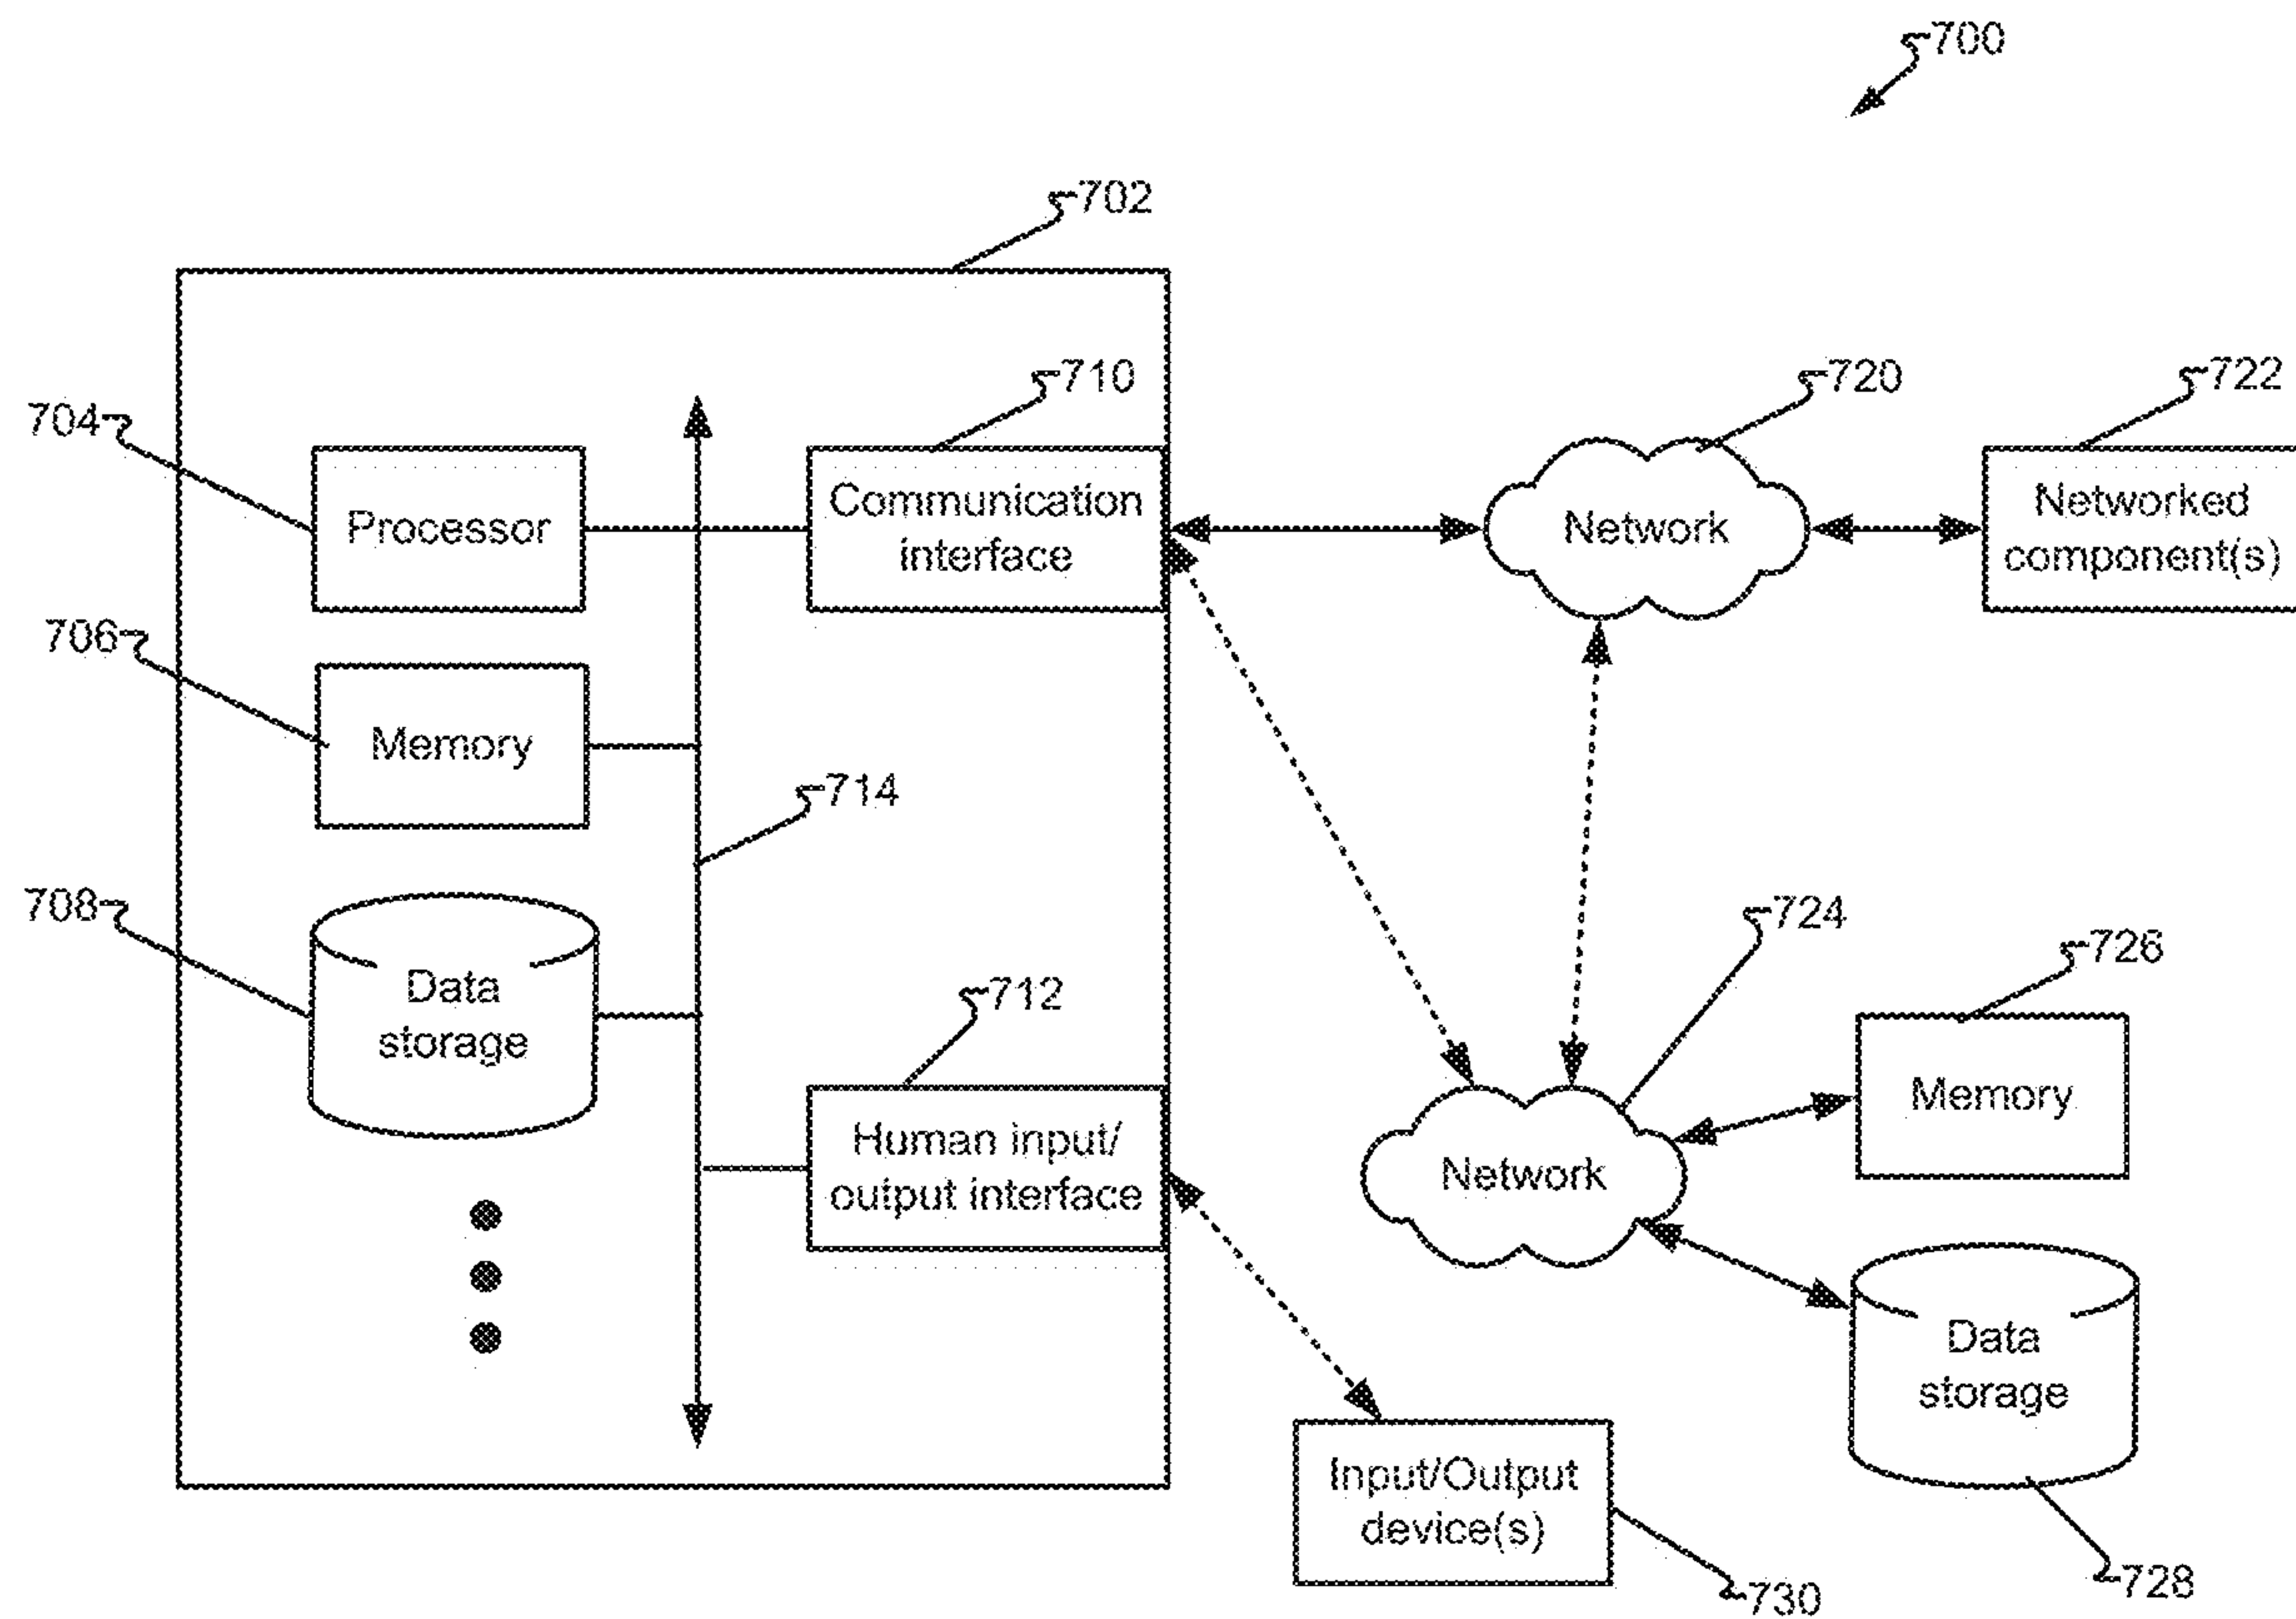 700
702
710
720
722
704
Processor
Communication
interface
Network
Networked
component(s)
706
Memory
714
708
Data
storage
712
Human input/
output interface
724
726
Network
Memory
Data
storage
Input/Output
device(s)
730
728